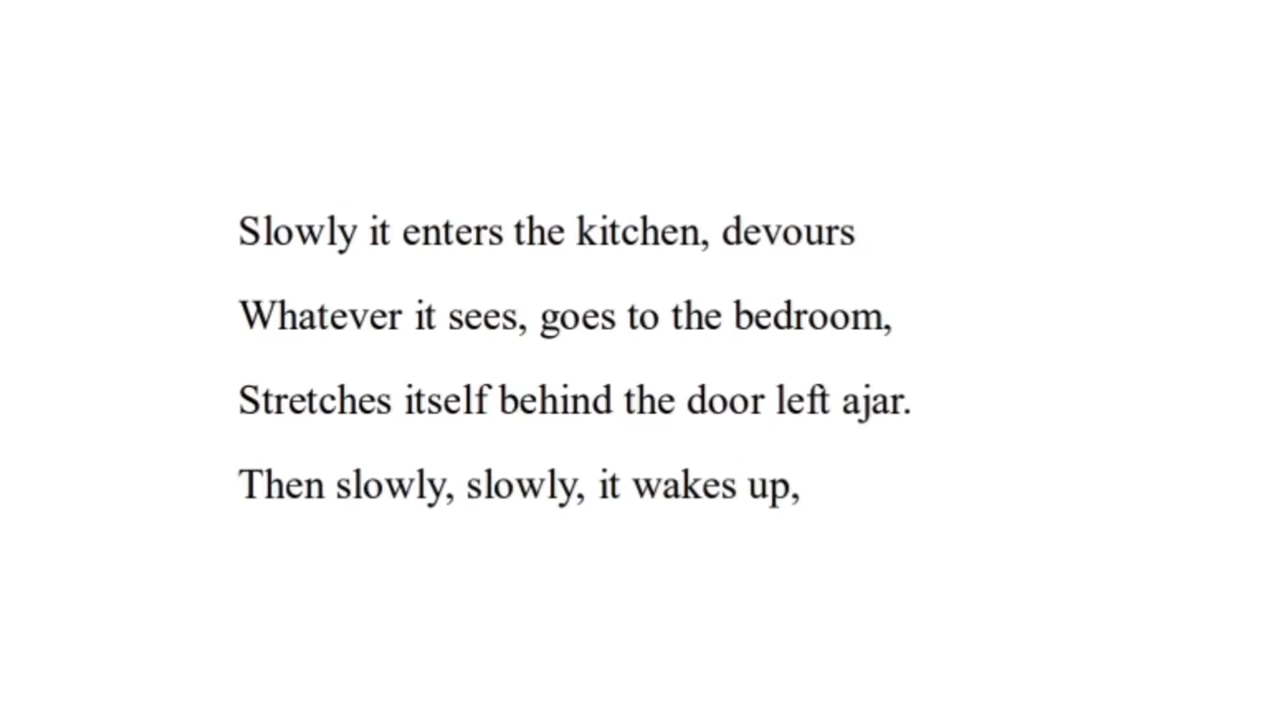 Slowly it enters the kitchen, devours
Whatever it sees, goes to the bedroom,
Stretches itself behind the door left ajar.
Then slowly, slowly, it wakes up,